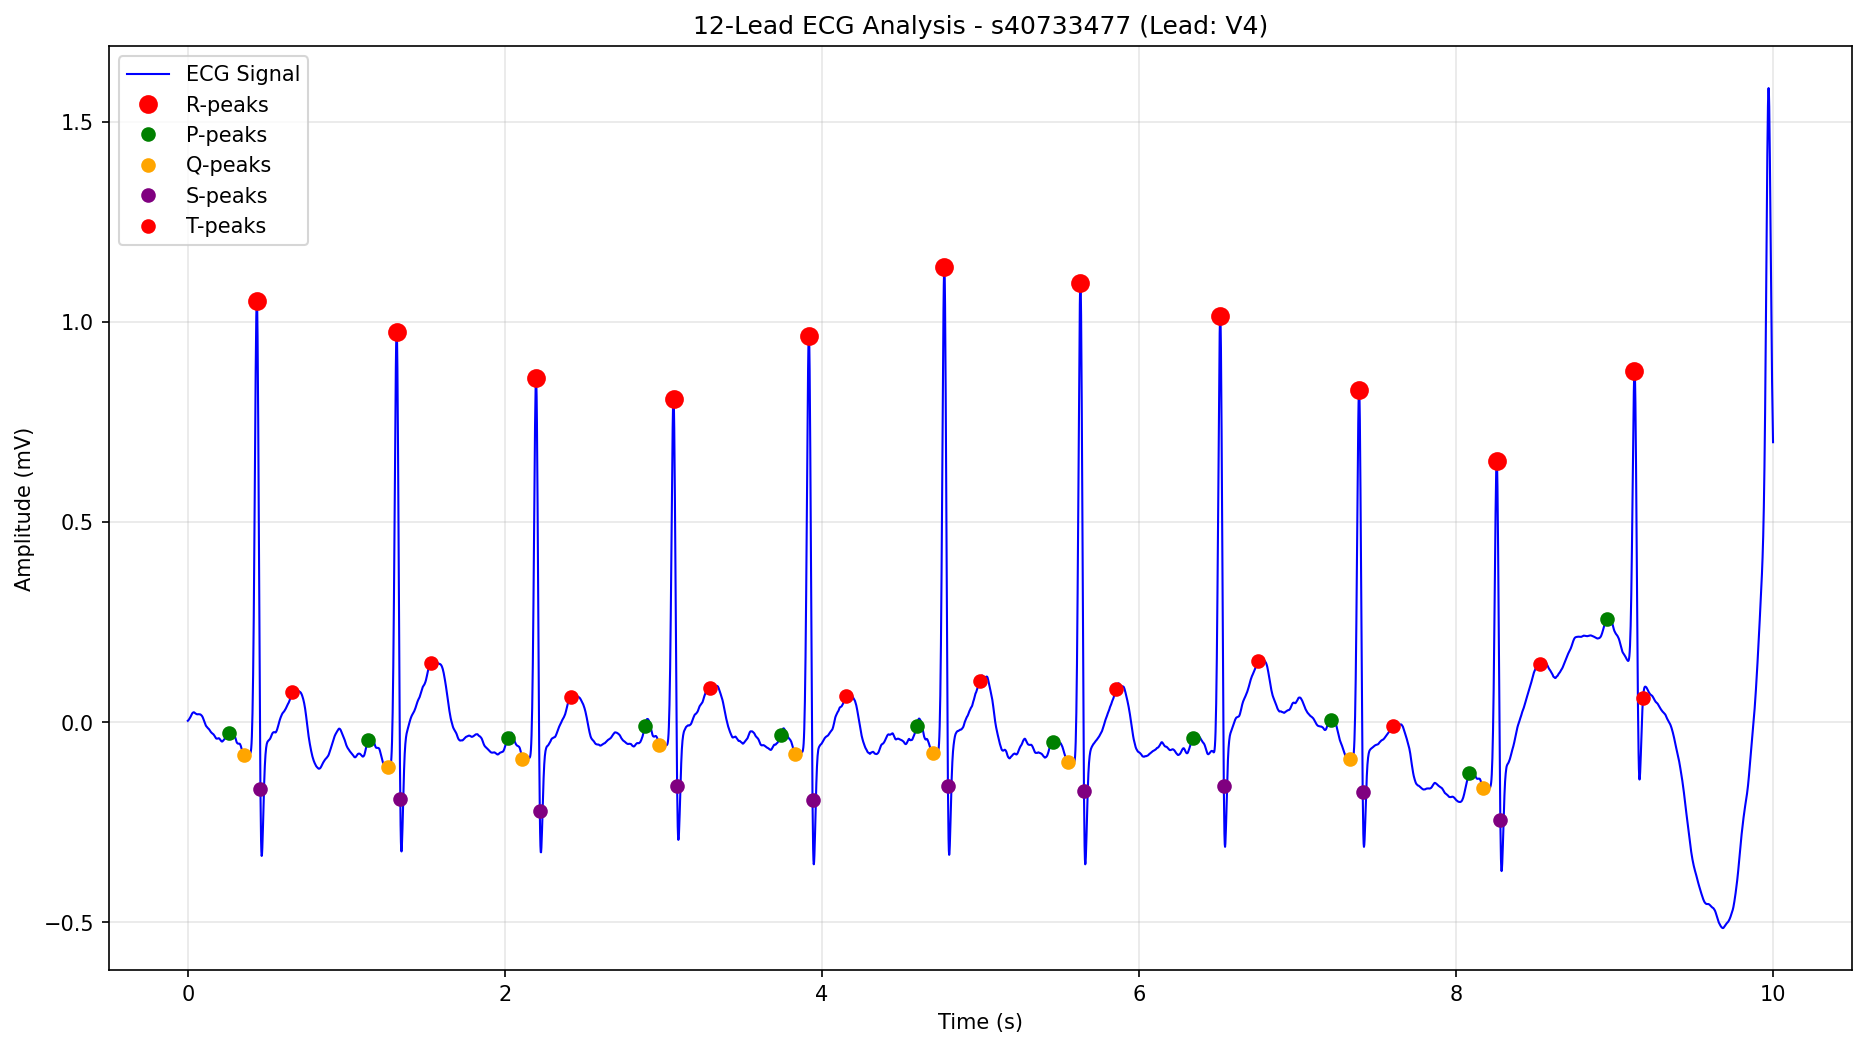 12-Lead ECG Analysis - s40733477 (Lead: V4)
ECG Signal
R-peaks
P-peaks
Q-peaks
S-peaks
T-peaks
Amplitude (mV)
1.5
1.0
0.5
0.0
−0.5
0 2 4 6 8 10
Time (s)